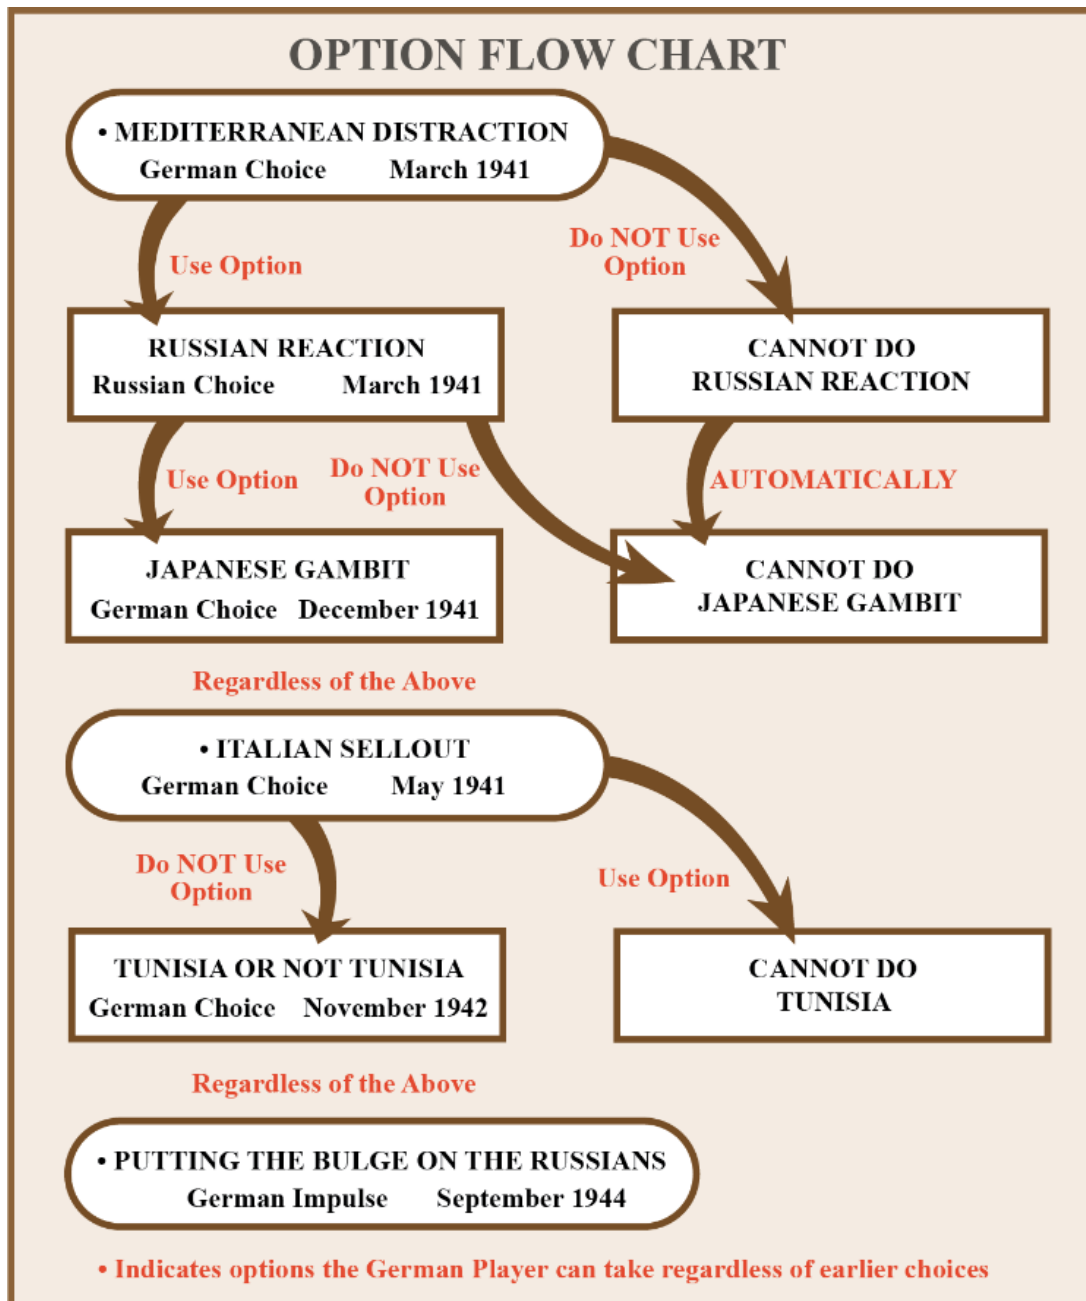 OPTION FLOW CHART
• MEDITERRANEAN DISTRACTION
German Choice March 1941
Use Option
Do NOT Use
Option
RUSSIAN REACTION
Russian Choice March 1941
CANNOT DO
RUSSIAN REACTION
Use Option
Do NOT Use
Option
AUTOMATICALLY
JAPANESE GAMBIT
German Choice December 1941
CANNOT DO
JAPANESE GAMBIT
Regardless of the Above
• ITALIAN SELLOUT
German Choice May 1941
Do NOT Use
Option
Use Option
TUNISIA OR NOT TUNISIA
German Choice November 1942
CANNOT DO
TUNISIA
Regardless of the Above
• PUTTING THE BULGE ON THE RUSSIANS
German Impulse September 1944
• Indicates options the German Player can take regardless of earlier choices